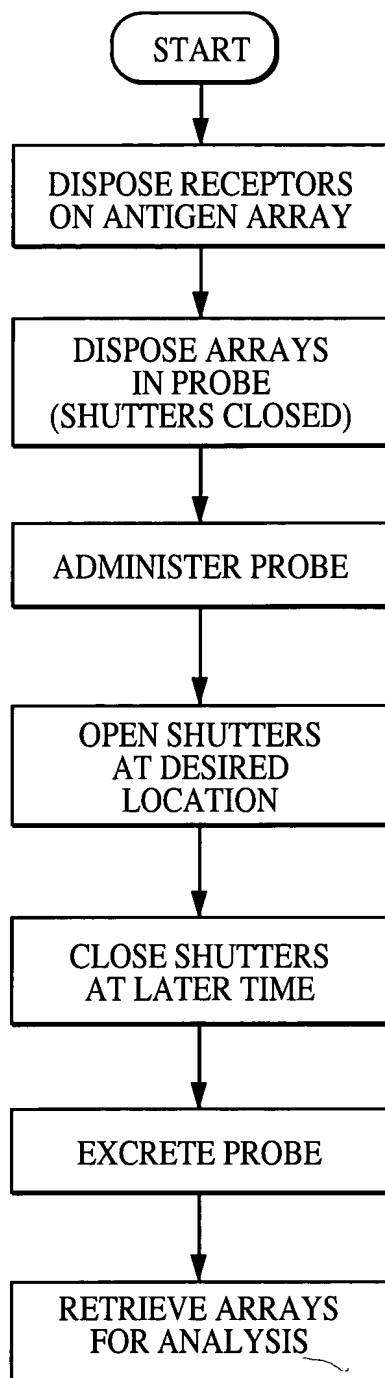 START
DISPOSE RECEPTORS
ON ANTIGEN ARRAY
DISPOSE ARRAYS
IN PROBE
(SHUTTERS CLOSED)
ADMINISTER PROBE
OPEN SHUTTERS
AT DESIRED
LOCATION
CLOSE SHUTTERS
AT LATER TIME
EXCRETE PROBE
RETRIEVE ARRAYS
FOR ANALYSIS